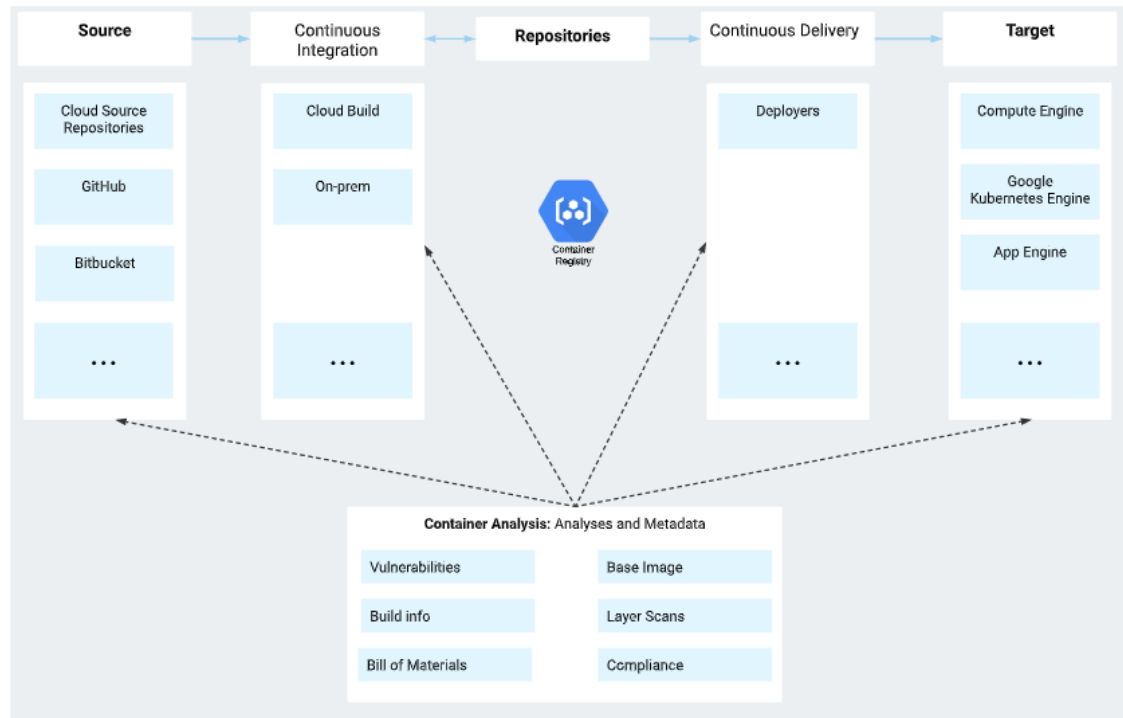 Source
Continuous
Integration
Repositories
Continuous Delivery
Target
Cloud Source
Repositories
GitHub
Bitbucket
...
Cloud Build
On-prem
...
Container
Registry
Deployers
...
Compute Engine
Google
Kubernetes Engine
App Engine
...
Container Analysis: Analyses and Metadata
Vulnerabilities
Base Image
Build info
Layer Scans
Bill of Materials
Compliance